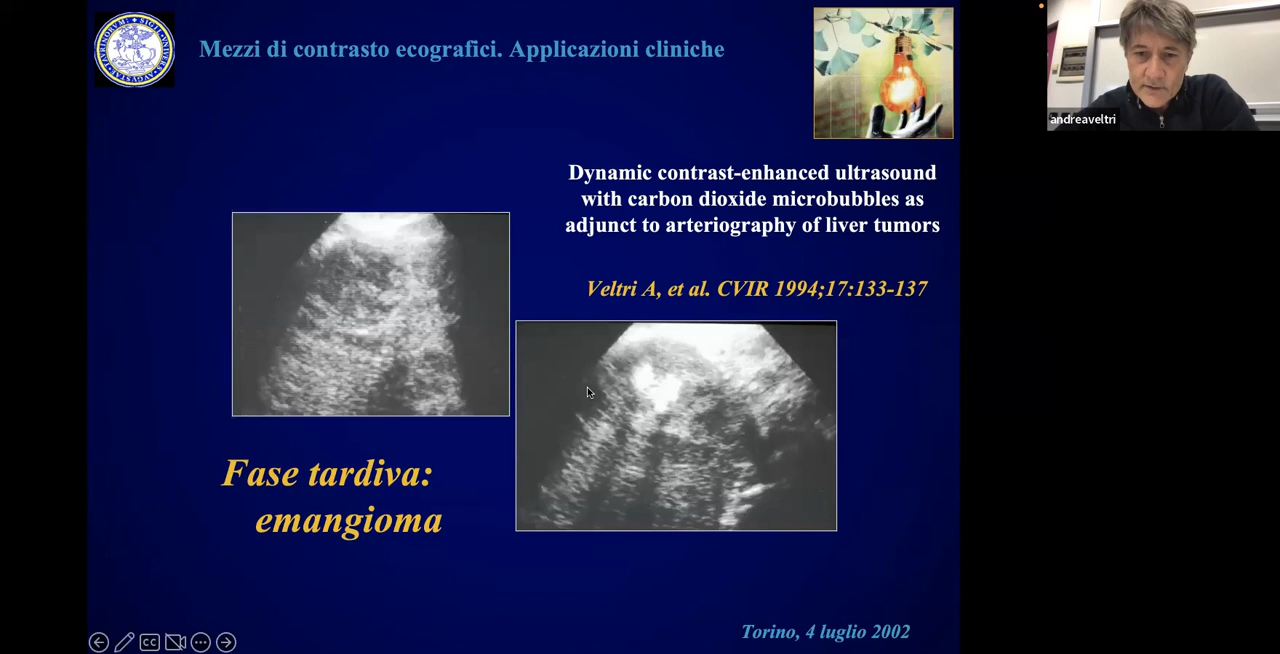 Mezzi di contrasto ecografici. Applicazioni cliniche
andreaveltri
Dynamic contrast-enhanced ultrasound
with carbon dioxide microbubbles as
adjunct to arteriography of liver tumors
Veltri A, et al. CVIR 1994;17:133-137
Fase tardiva:
emangioma
Torino, 4 luglio 2002
CC